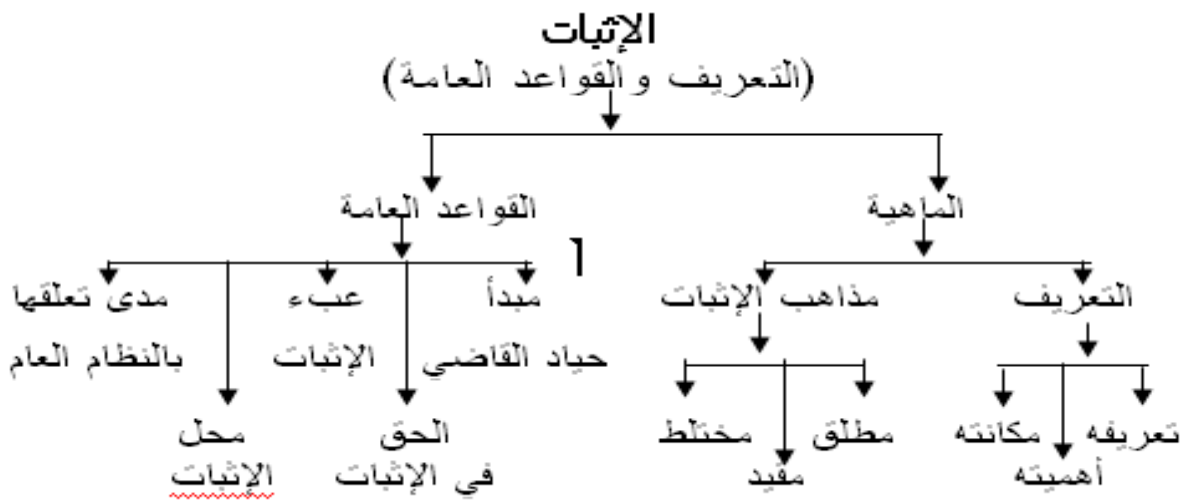 الإثبات
(التعريف والقواعد العامة)
الماهية
القواعد العامة
التعريف
مذاهب الإثبات
مبدأ
حياد القاضي
عبء
الإثبات
مدى تعلقها
بالنظام العام
تعريفه
أهميته
مكانته
مطلق
مقيد
مختلط
الحق
في الإثبات
محل
الإثبات